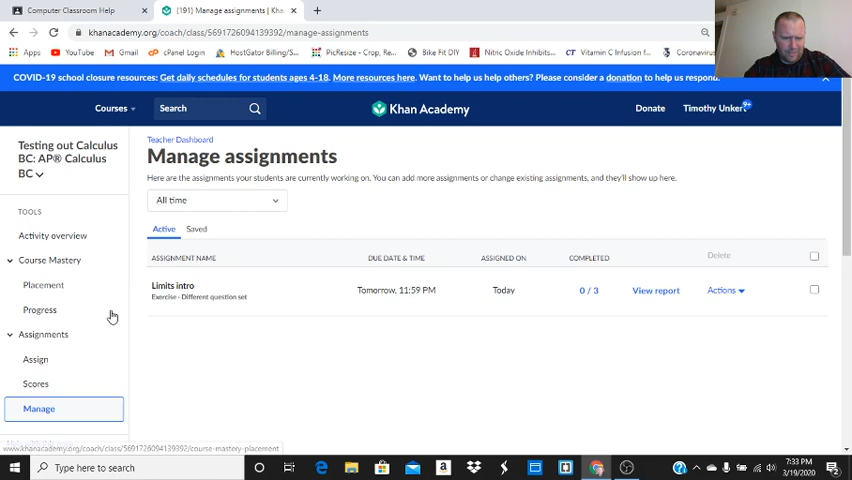 Computer Classroom Help
(191) Manage assignments | Kha
khanacademy.org/coach/class/5691726094139392/manage-assignments
Apps
YouTube
Gmail
cPanel Login
HostGator Billing/S
PicResize - Crop, Re
Bike Fit DIY
Nitric Oxide Inhibits
Vitamin C Infusion f
Coronavirus
COVID-19 school closure resources: Get daily schedules for students ages 4-18. More resources here. Want to help us help others? Please consider a donation to help us respond
Courses
Search
Khan Academy
Donate
Timothy Unkert
9+
Testing out Calculus
BC: AP® Calculus
BC
TOOLS
Activity overview
Course Mastery
Placement
Progress
Assignments
Assign
Scores
Manage
Teacher Dashboard
Manage assignments
Here are the assignments your students are currently working on. You can add more assignments or change existing assignments, and they'll show up here.
All time
Active Saved
ASSIGNMENT NAME DUE DATE & TIME ASSIGNED ON COMPLETED Delete
Limits intro
Exercise - Different question set
Tomorrow, 11:59 PM Today 0 / 3 View report Actions
www.khanacademy.org/coach/class/5691726094139392/course-mastery-placement
Type here to search
7:33 PM
3/19/2020
2